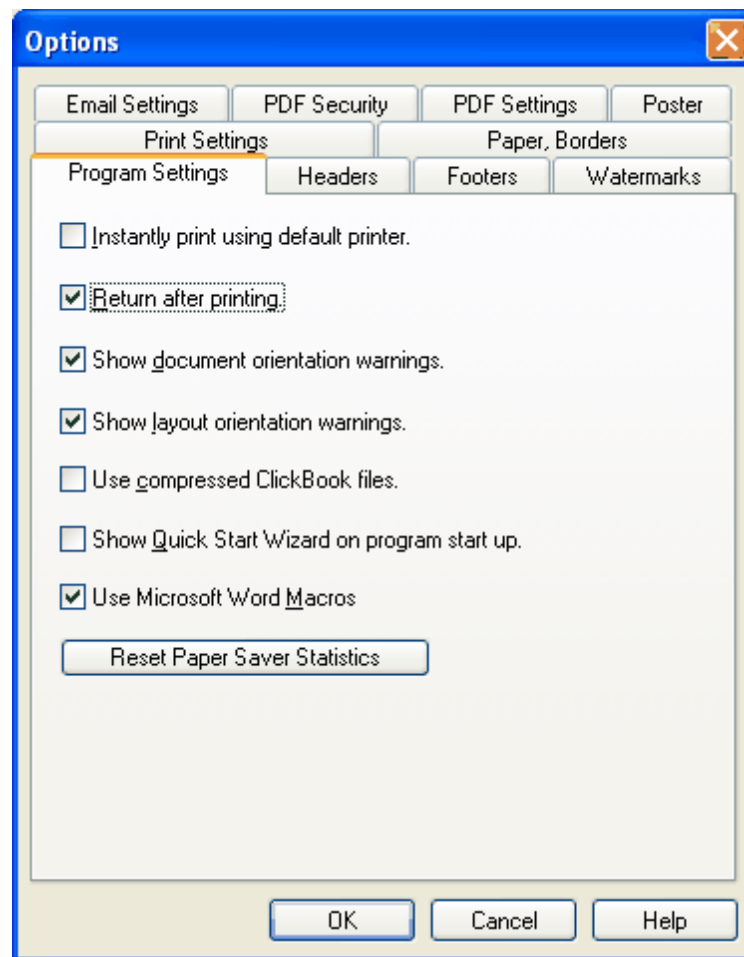 Options
Email Settings PDF Security PDF Settings Poster
Print Settings Paper, Borders
Program Settings Headers Footers Watermarks
Instantly print using default printer.
Return after printing.
Show document orientation warnings.
Show layout orientation warnings.
Use compressed ClickBook files.
Show Quick Start Wizard on program start up.
Use Microsoft Word Macros
Reset Paper Saver Statistics
OK Cancel Help